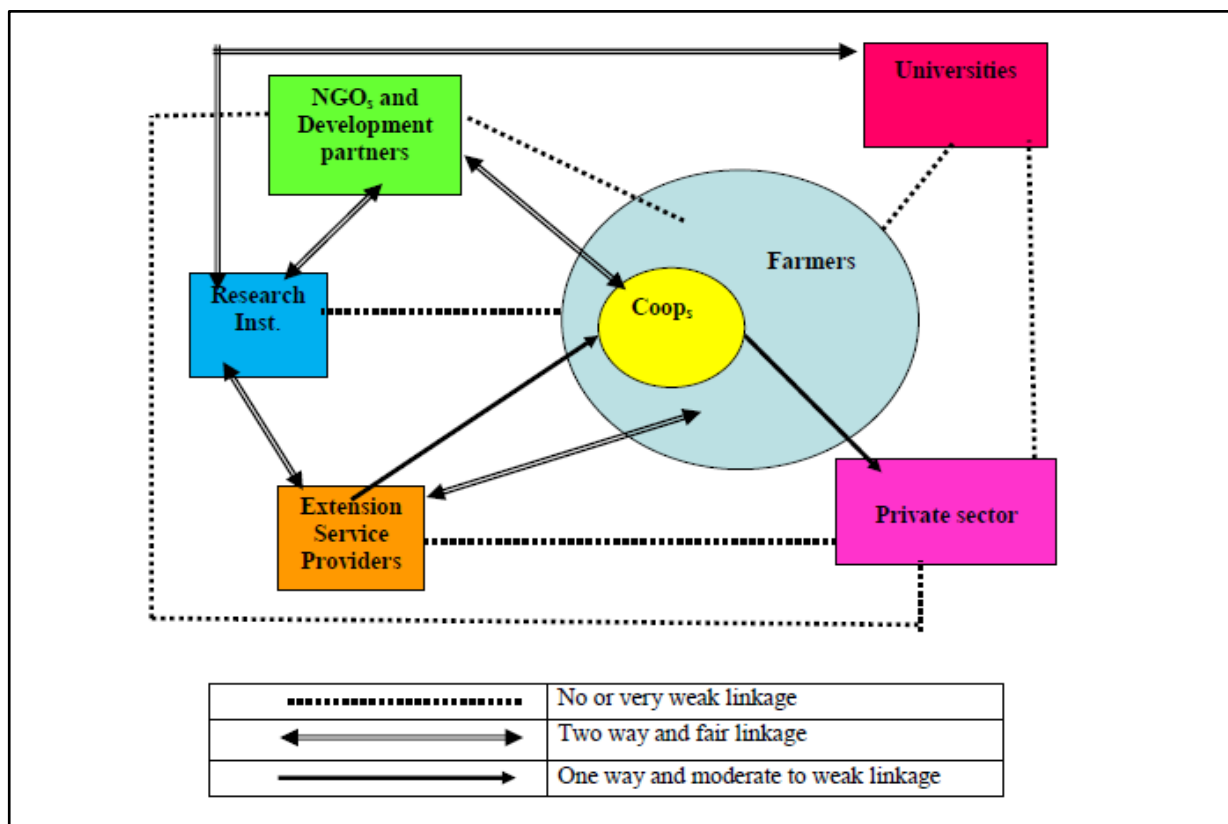 Universities
NGOs and
Development
partners
Farmers
Research
Inst.
Coops
Extension
Service
Providers
Private sector
No or very weak linkage
Two way and fair linkage
One way and moderate to weak linkage